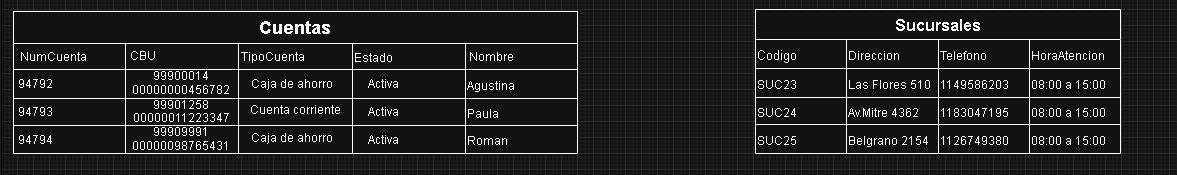 Cuentas
NumCuenta CBU TipoCuenta Estado Nombre
94792 99900014 00000000456782 Caja de ahorro Activa Agustina
94793 99901258 00000011223347 Cuenta corriente Activa Paula
94794 99909991 00000098765431 Caja de ahorro Activa Roman
Sucursales
Codigo Direccion Telefono HoraAtencion
SUC23 Las Flores 510 1149586203 08:00 a 15:00
SUC24 Av.Mitre 4362 1183047195 08:00 a 15:00
SUC25 Belgrano 2154 1126749380 08:00 a 15:00